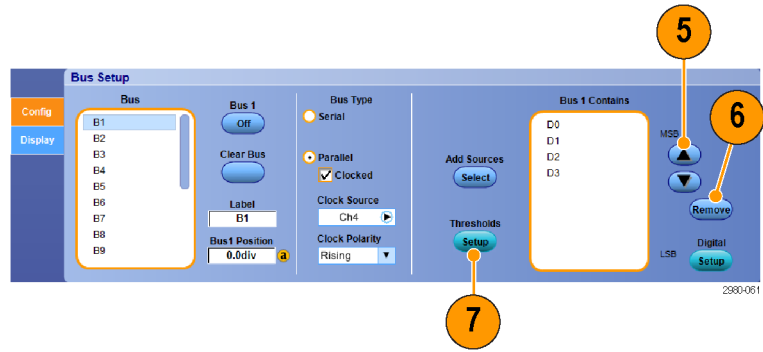 5
Bus Setup
Config
Display
Bus
B1
B2
B3
B4
B5
B6
B7
B8
B9
Bus 1
Off
Clear Bus
Label
B1
Bus1 Position
0.0div
a
Bus Type
Serial
Parallel
Clocked
Clock Source
Ch4
Clock Polarity
Rising
Add Sources
Select
Thresholds
Setup
Bus 1 Contains
D0
D1
D2
D3
MSB
6
Remove
LSB
Digital
Setup
2980-061
7